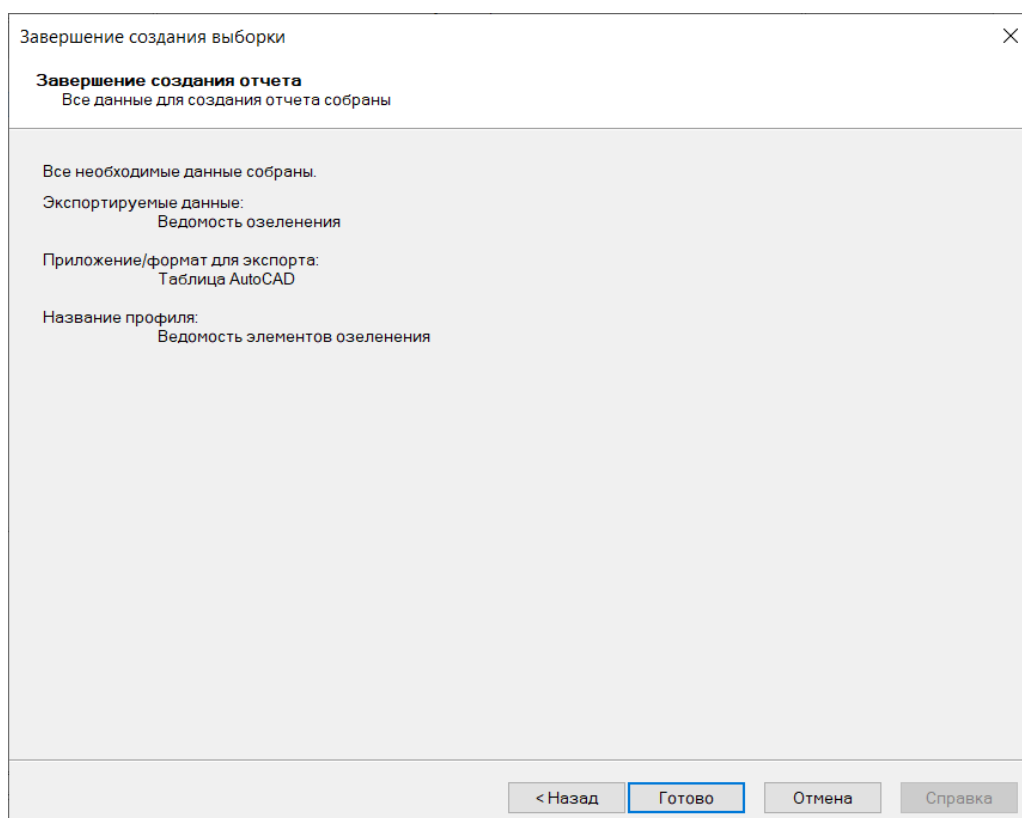 Завершение создания выборки
Завершение создания отчета
Все данные для создания отчета собраны
Все необходимые данные собраны.
Экспортируемые данные:
Ведомость озеленения
Приложение/формат для экспорта:
Таблица AutoCAD
Название профиля:
Ведомость элементов озеленения
< Назад Готово Отмена Справка